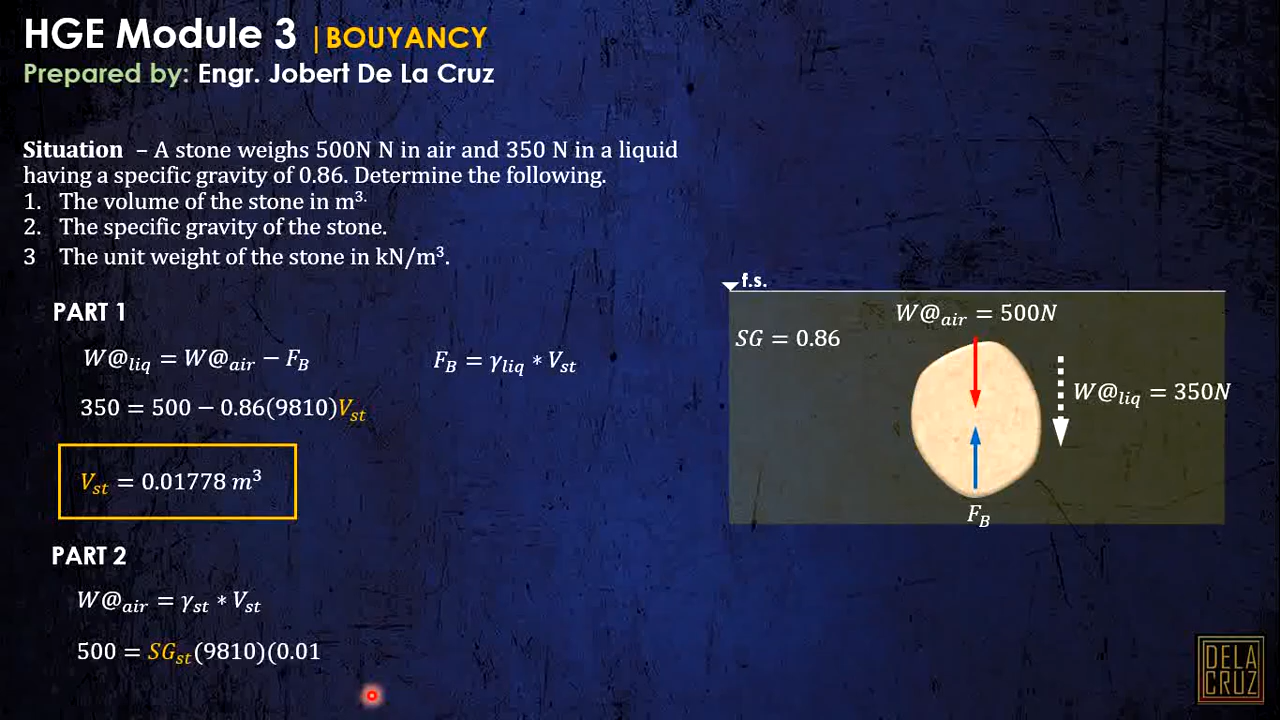 HGE Module 3 |BOUYANCY
Prepared by: Engr. Jobert De La Cruz
Situation – A stone weighs 500N N in air and 350 N in a liquid
having a specific gravity of 0.86. Determine the following.
1. The volume of the stone in m³.
2. The specific gravity of the stone.
3 The unit weight of the stone in kN/m³.
PART 1
W@liq = W@air − FB
FB = γliq ∗ Vst
350 = 500 − 0.86(9810)Vst
Vst = 0.01778 m³
PART 2
W@air = γst ∗ Vst
500 = SGst(9810)(0.01
f.s.
W@air = 500N
SG = 0.86
W@liq = 350N
FB
DELA
CRUZ